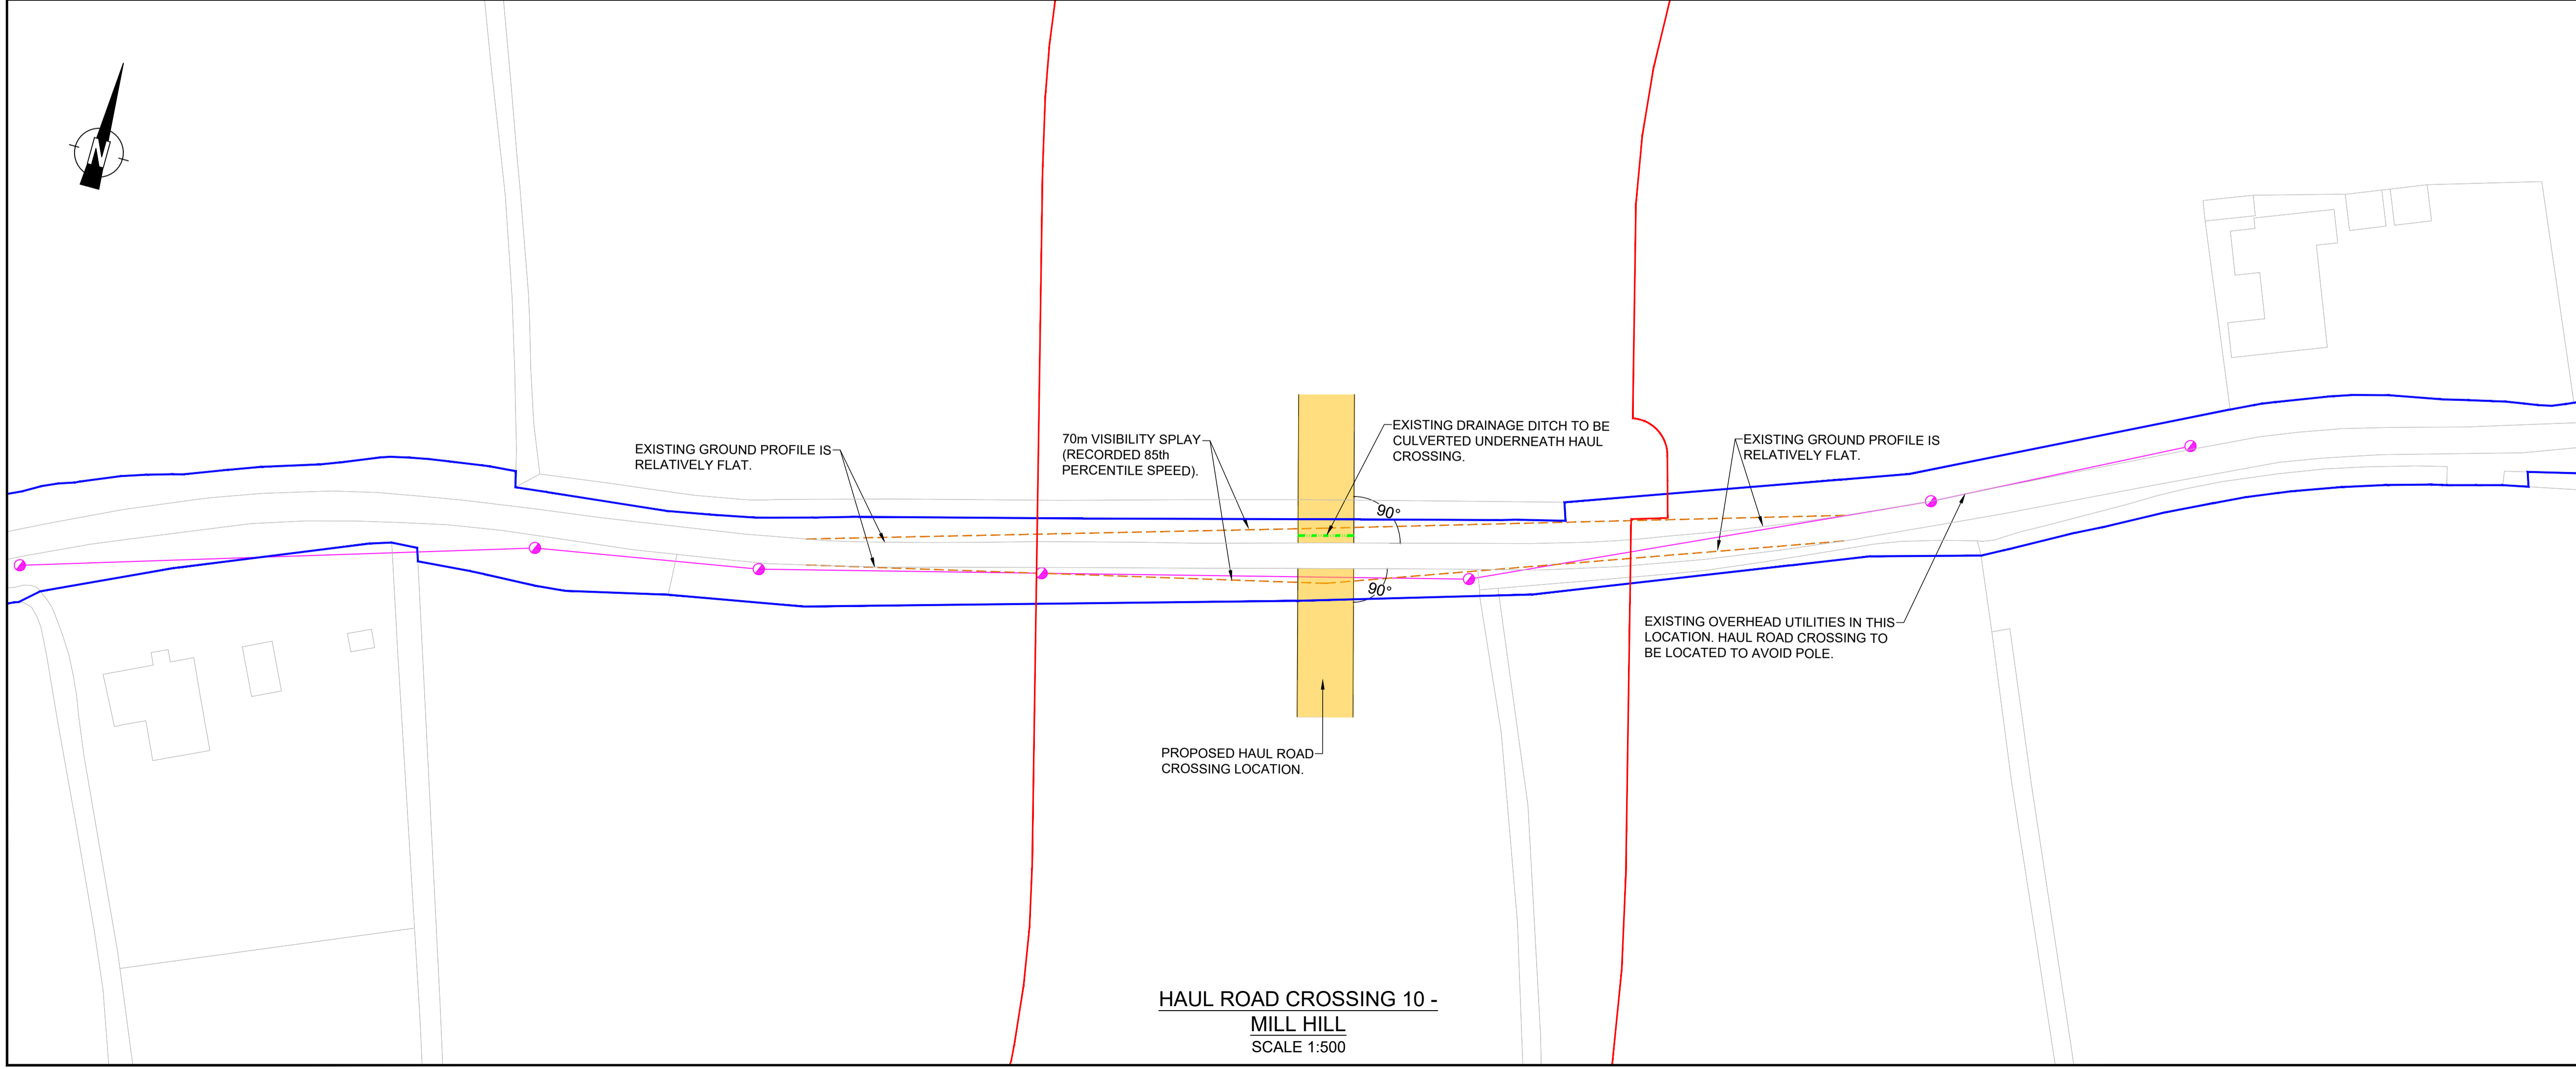 N
EXISTING GROUND PROFILE IS
RELATIVELY FLAT.
70m VISIBILITY SPLAY
(RECORDED 85th
PERCENTILE SPEED).
EXISTING DRAINAGE DITCH TO BE
CULVERTED UNDERNEATH HAUL
CROSSING.
EXISTING GROUND PROFILE IS
RELATIVELY FLAT.
90°
90°
EXISTING OVERHEAD UTILITIES IN THIS
LOCATION. HAUL ROAD CROSSING TO
BE LOCATED TO AVOID POLE.
PROPOSED HAUL ROAD
CROSSING LOCATION.
HAUL ROAD CROSSING 10 -
MILL HILL
SCALE 1:500